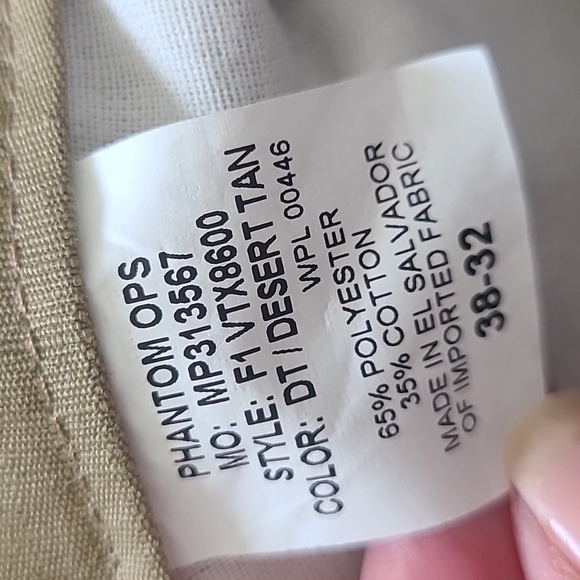 PHANTOM OPS
MO: MP313567
STYLE: F1 VTX8600
COLOR: DT / DESERT TAN
WPL 00446
65% POLYESTER
35% COTTON
MADE IN EL SALVADOR
OF IMPORTED FABRIC
38-32